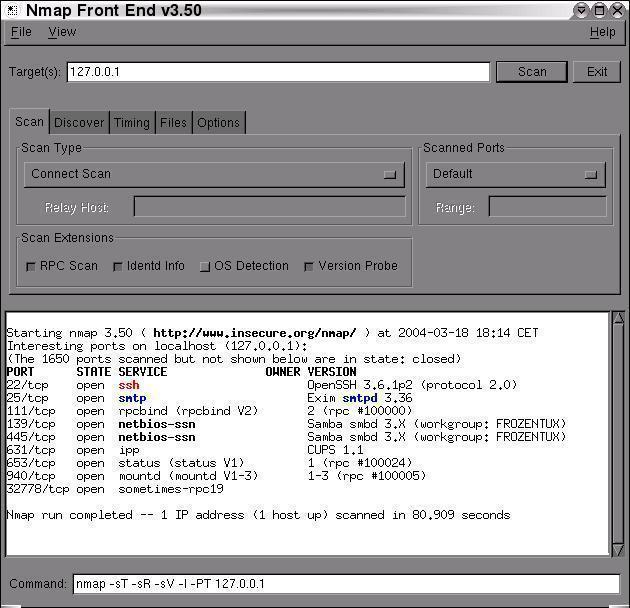 Nmap Front End v3.50
File View Help
Target(s): 127.0.0.1 Scan Exit
Scan Discover Timing Files Options
Scan Type Scanned Ports
Connect Scan Default
Relay Host: Range:
Scan Extensions
RPC Scan Identd Info OS Detection Version Probe
Starting nmap 3.50 ( http://www.insecure.org/nmap/ ) at 2004-03-18 18:14 CET
Interesting ports on localhost (127.0.0.1):
(The 1650 ports scanned but not shown below are in state: closed)
PORT STATE SERVICE OWNER VERSION
22/tcp open ssh OpenSSH 3.6.1p2 (protocol 2.0)
25/tcp open smtp Exim smtpd 3.36
111/tcp open rpcbind (rpcbind V2) 2 (rpc #100000)
139/tcp open netbios-ssn Samba smbd 3.X (workgroup: FROZENTUX)
445/tcp open netbios-ssn Samba smbd 3.X (workgroup: FROZENTUX)
631/tcp open ipp CUPS 1.1
653/tcp open status (status V1) 1 (rpc #100024)
940/tcp open mountd (mountd V1-3) 1-3 (rpc #100005)
32778/tcp open sometimes-rpc19
Nmap run completed -- 1 IP address (1 host up) scanned in 80.909 seconds
Command: nmap -sT -sR -sV -I -PT 127.0.0.1